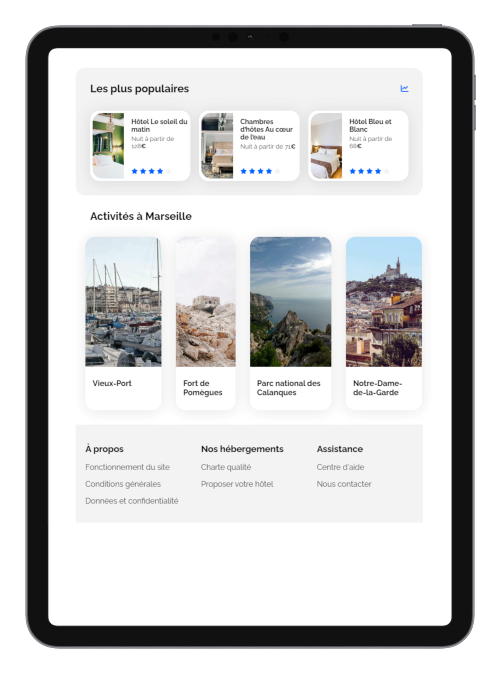 Les plus populaires
Hôtel Le soleil du
matin
Nuit à partir de
128€
Chambres
d'hôtes Au cœur
de l'eau
Nuit à partir de 71€
Hôtel Bleu et
Blanc
Nuit à partir de
68€
Activités à Marseille
Vieux-Port
Fort de
Pomègues
Parc national des
Calanques
Notre-Dame-
de-la-Garde
À propos
Nos hébergements
Assistance
Fonctionnement du site
Charte qualité
Centre d'aide
Conditions générales
Proposer votre hôtel
Nous contacter
Données et confidentialité